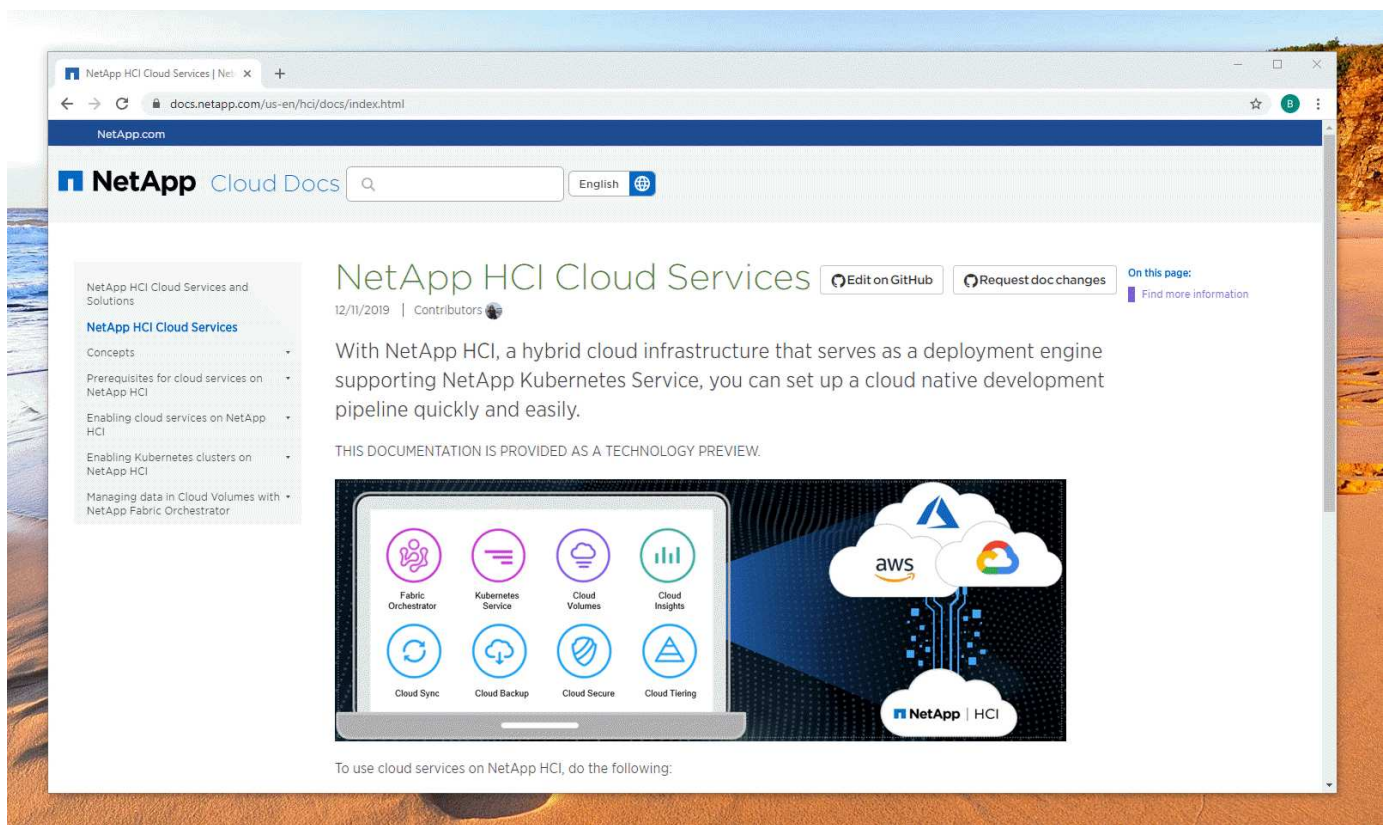 NetApp HCI Cloud Services | Net
docs.netapp.com/us-en/hci/docs/index.html
B
NetApp.com
NetApp Cloud Docs
English
NetApp HCI Cloud Services and
Solutions
NetApp HCI Cloud Services
Concepts
Prerequisites for cloud services on
NetApp HCI
Enabling cloud services on NetApp
HCI
Enabling Kubernetes clusters on
NetApp HCI
Managing data in Cloud Volumes with
NetApp Fabric Orchestrator
NetApp HCI Cloud Services
Edit on GitHub
Request doc changes
12/11/2019 | Contributors
On this page:
Find more information
With NetApp HCI, a hybrid cloud infrastructure that serves as a deployment engine
supporting NetApp Kubernetes Service, you can set up a cloud native development
pipeline quickly and easily.
THIS DOCUMENTATION IS PROVIDED AS A TECHNOLOGY PREVIEW.
Fabric
Orchestrator
Kubernetes
Service
Cloud
Volumes
Cloud
Insights
Cloud Sync
Cloud Backup
Cloud Secure
Cloud Tiering
aws
NetApp | HCI
To use cloud services on NetApp HCI, do the following: